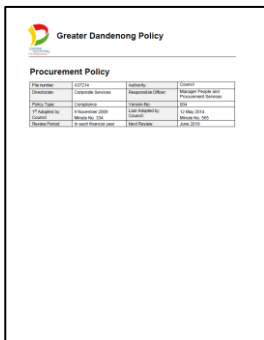 Greater Dandenong Policy
Procurement Policy
File number: 437214 Authority: Council
Directorate: Corporate Services Responsible Officer: Manager People and Procurement Services
Policy Type: Compliance Version No: 004
1st Adopted by Council 9 November 2009 Minute No. 334 Last Adopted by Council: 12 May 2014 Minute No. 565
Review Period: In each financial year Next Review: June 2015